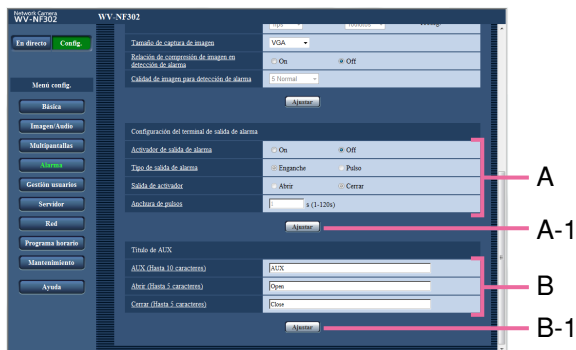 Network Camera
WV-NF302
WV-NF302
En directo
Config.
Menú config.
Básica
Imagen/Audio
Multipantallas
Alarma
Gestión usuarios
Servidor
Red
Programa horario
Mantenimiento
Ayuda
Tamaño de captura de imagen
VGA
Relación de compresión de imagen en detección de alarma
On
Off
Calidad de imagen para detección de alarma
5 Normal
Ajustar
Configuración del terminal de salida de alarma
Activador de salida de alarma
On
Off
Tipo de salida de alarma
Enganche
Pulso
Salida de activador
Abrir
Cerrar
Anchura de pulsos
1
s (1-120s)
Ajustar
Título de AUX
AUX (Hasta 10 caracteres)
AUX
Abrir (Hasta 5 caracteres)
Open
Cerrar (Hasta 5 caracteres)
Close
Ajustar
A
A-1
B
B-1